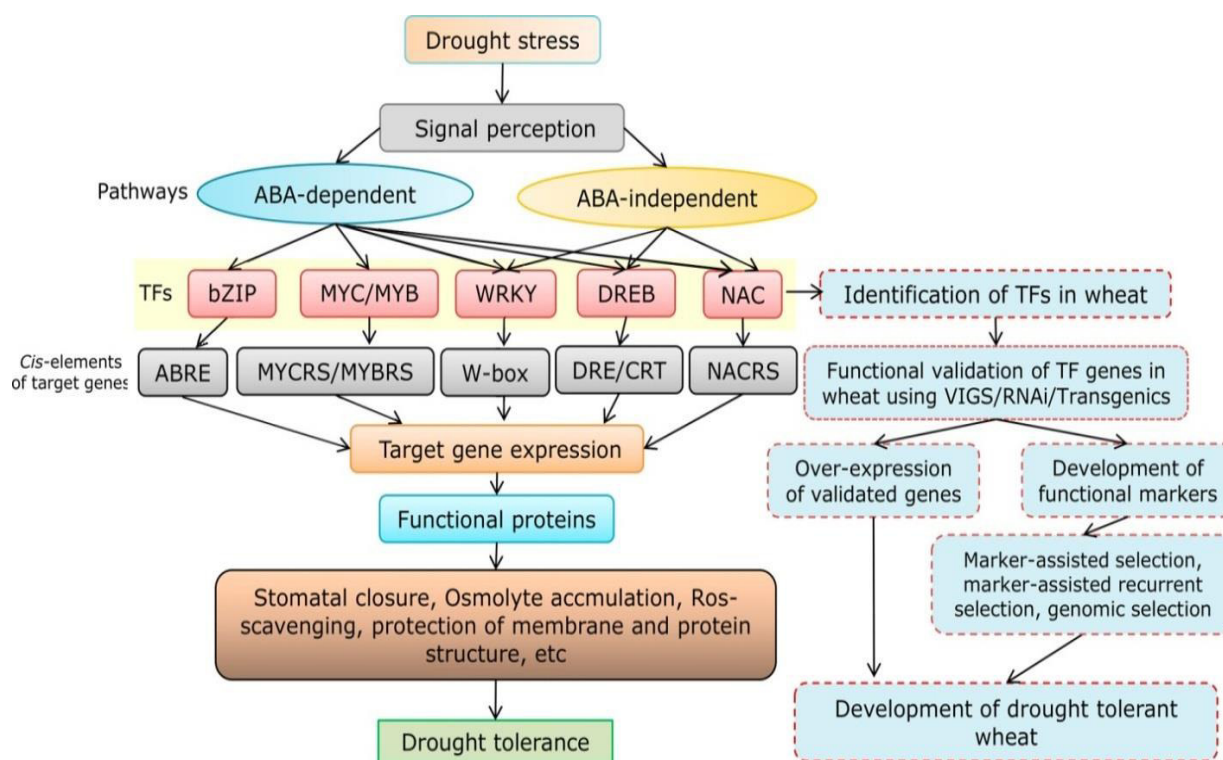 Drought stress
Signal perception
Pathways
ABA-dependent
ABA-independent
TFs
bZIP
MYC/MYB
WRKY
DREB
NAC
Identification of TFs in wheat
Cis-elements
of target genes
ABRE
MYCRS/MYBRS
W-box
DRE/CRT
NACRS
Functional validation of TF genes in
wheat using VIGS/RNAi/Transgenics
Target gene expression
Over-expression
of validated genes
Development of
functional markers
Functional proteins
Marker-assisted selection,
marker-assisted recurrent
selection, genomic selection
Stomatal closure, Osmolyte accmulation, Ros-
scavenging, protection of membrane and protein
structure, etc
Development of drought tolerant
wheat
Drought tolerance